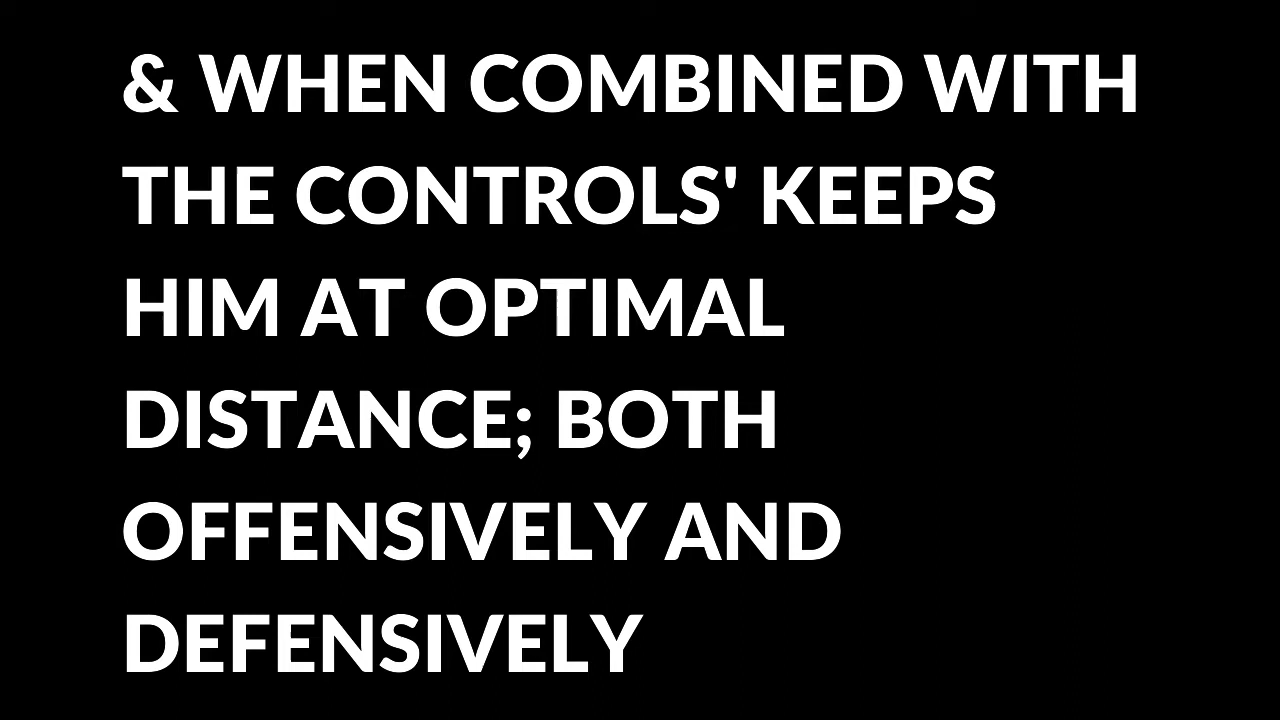 & WHEN COMBINED WITH
THE CONTROLS' KEEPS
HIM AT OPTIMAL
DISTANCE; BOTH
OFFENSIVELY AND
DEFENSIVELY